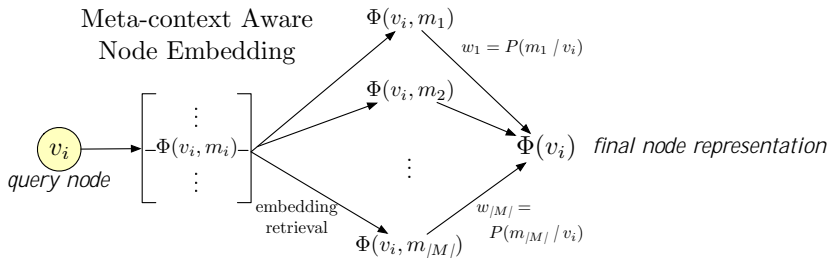 Meta-context Aware
Node Embedding
v_i
query node
⋮
Φ(v_i, m_i)
⋮
embedding
retrieval
Φ(v_i, m_1)
Φ(v_i, m_2)
⋮
Φ(v_i, m_{|M|})
w_1 = P(m_1 | v_i)
w_{|M|} =
P(m_{|M|} | v_i)
Φ(v_i)
final node representation